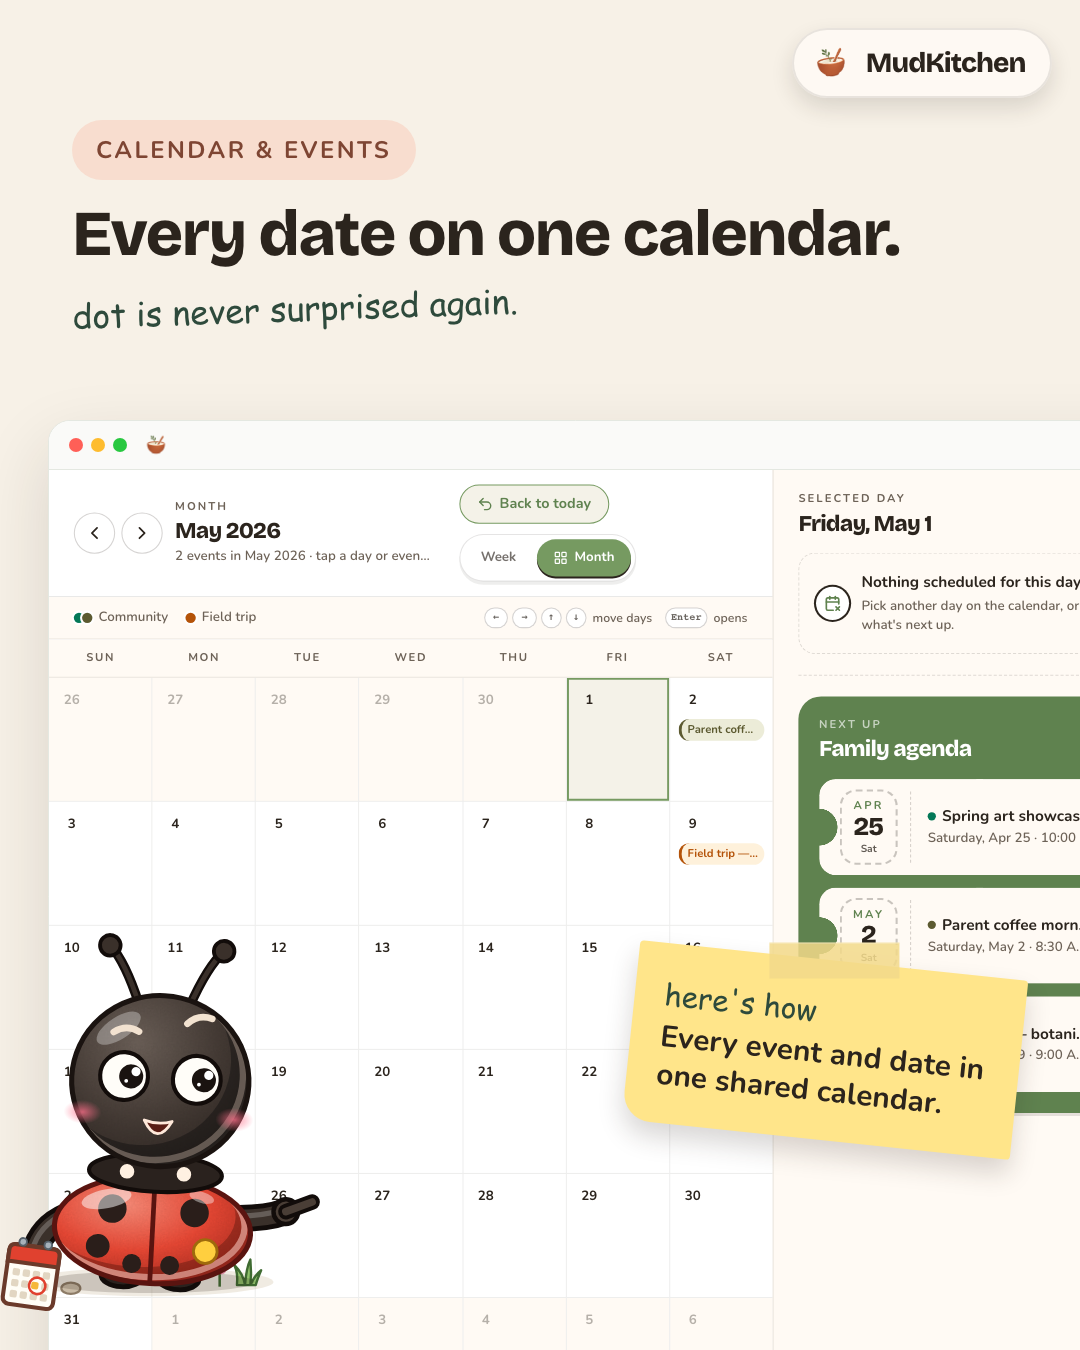 MudKitchen
CALENDAR & EVENTS
Every date on one calendar.
dot is never surprised again.
MONTH
May 2026
2 events in May 2026 · tap a day or even...
Back to today
Week
Month
Community
Field trip
← → ↑ ↓ move days Enter opens
SUN MON TUE WED THU FRI SAT
26 27 28 29 30 1 2
Parent coff...
3 4 5 6 7 8 9
Field trip —...
10 11 12 13 14 15
19 20 21 22
26 27 28 29 30
31 1 2 3 4 5 6
SELECTED DAY
Friday, May 1
Nothing scheduled for this day
Pick another day on the calendar, or
what's next up.
NEXT UP
Family agenda
APR
25
Sat
Spring art showcas
Saturday, Apr 25 · 10:00
MAY
2
Sat
Parent coffee morn.
Saturday, May 2 · 8:30 A.
botani.
9 · 9:00 A.
here's how
Every event and date in
one shared calendar.